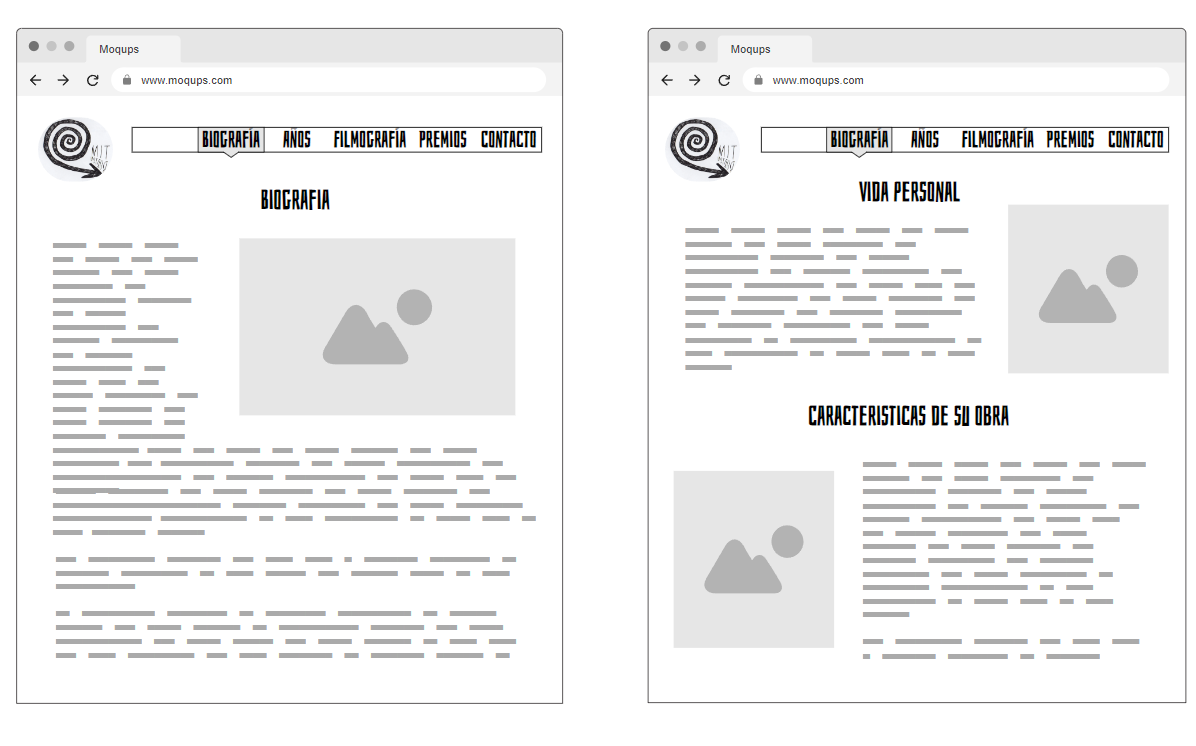 Moqups
www.moqups.com
MIT
BIOGRAFÍA AÑOS FILMOGRAFÍA PREMIOS CONTACTO
BIOGRAFIA
Moqups
www.moqups.com
MIT
BIOGRAFÍA AÑOS FILMOGRAFÍA PREMIOS CONTACTO
VIDA PERSONAL
CARACTERISTICAS DE SU OBRA